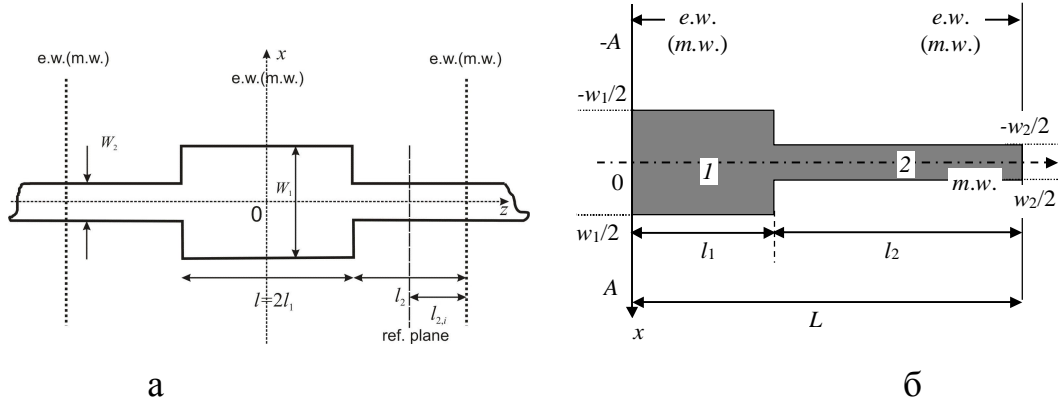 x
e.w.(m.w.)
e.w.(m.w.)
e.w.(m.w.)
W₂
W₁
0
z
l=2l₁
l₂
l₂,ᵢ
ref. plane
а
e.w.
(m.w.)
e.w.
(m.w.)
-A
-w₁/2
-w₂/2
1
2
0
m.w.
w₂/2
w₁/2
l₁
l₂
A
L
x
б